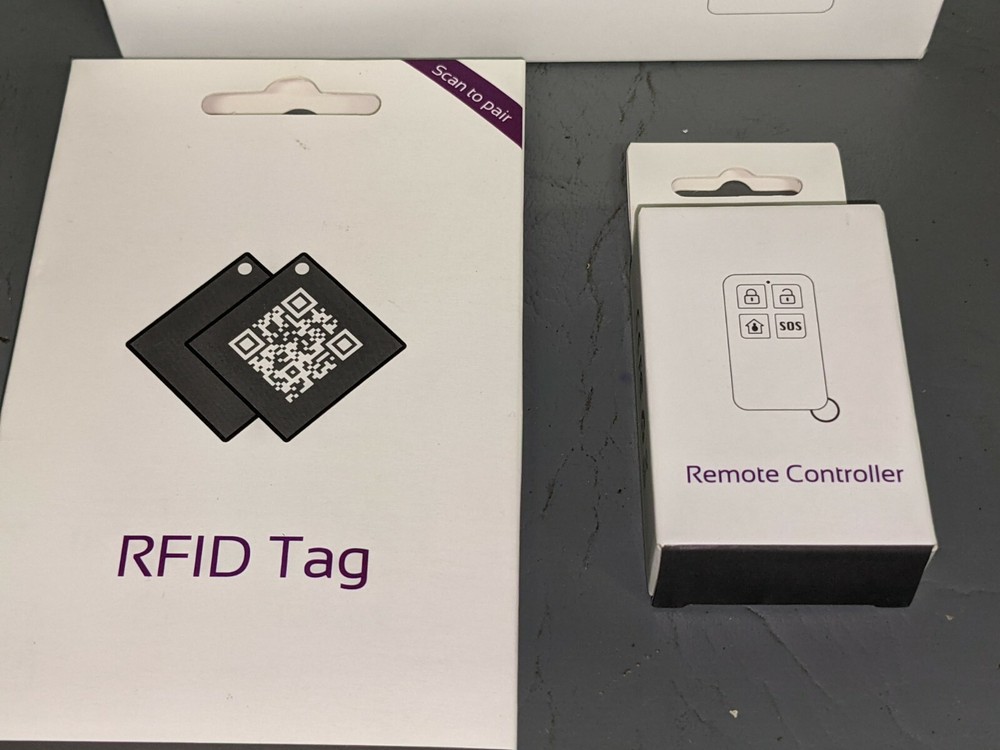 Scan to pair
RFID Tag
SOS
Remote Controller